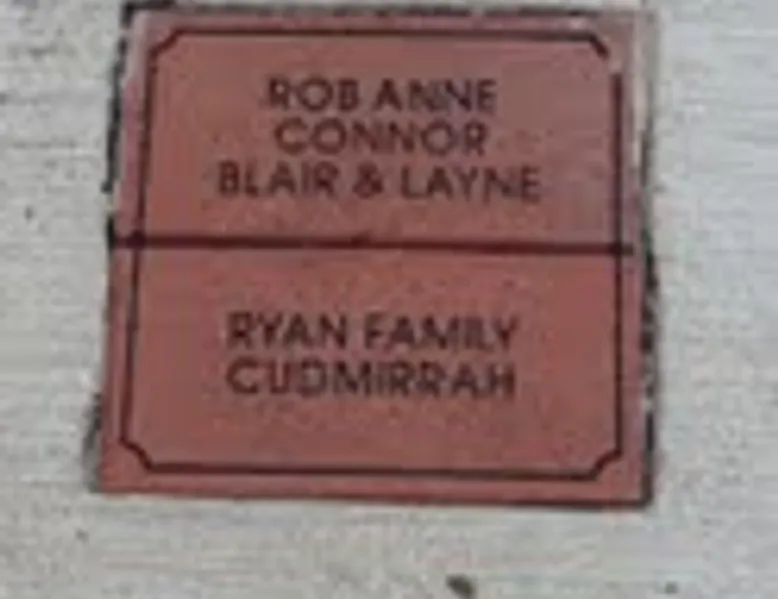 ROB ANNE
CONNOR
BLAIR & LAYNE
RYAN FAMILY
CUDMIRRAH